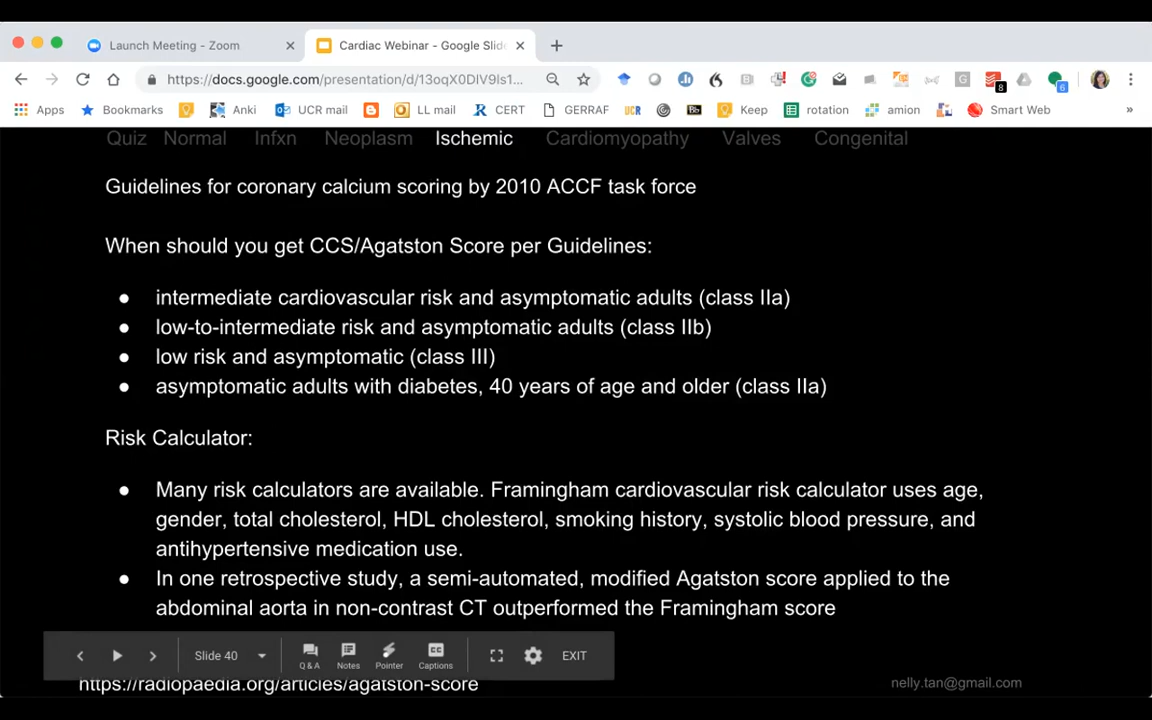 Launch Meeting - Zoom
Cardiac Webinar - Google Slide
https://docs.google.com/presentation/d/13oqX0DIV9ls1...
8
6
Apps Bookmarks Anki UCR mail LL mail CERT GERRAF UCR Bb Keep rotation amion Smart Web »
Quiz Normal Infxn Neoplasm Ischemic Cardiomyopathy Valves Congenital
Guidelines for coronary calcium scoring by 2010 ACCF task force
When should you get CCS/Agatston Score per Guidelines:
● intermediate cardiovascular risk and asymptomatic adults (class IIa)
● low-to-intermediate risk and asymptomatic adults (class IIb)
● low risk and asymptomatic (class III)
● asymptomatic adults with diabetes, 40 years of age and older (class IIa)
Risk Calculator:
● Many risk calculators are available. Framingham cardiovascular risk calculator uses age,
gender, total cholesterol, HDL cholesterol, smoking history, systolic blood pressure, and
antihypertensive medication use.
● In one retrospective study, a semi-automated, modified Agatston score applied to the
abdominal aorta in non-contrast CT outperformed the Framingham score
Slide 40
Q & A Notes Pointer Captions
EXIT
https://radiopaedia.org/articles/agatston-score
nelly.tan@gmail.com